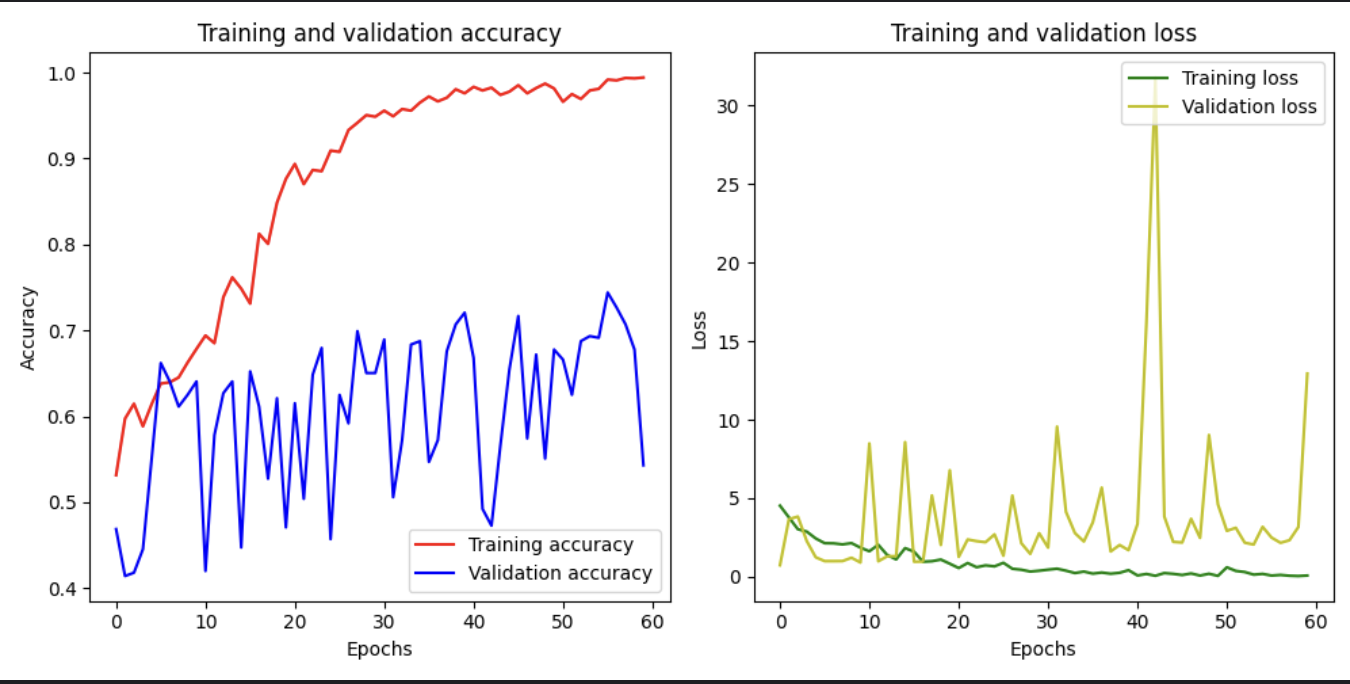 Training and validation accuracy
1.0
0.9
0.8
0.7
0.6
0.5
0.4
Accuracy
Training accuracy
Validation accuracy
0 10 20 30 40 50 60
Epochs
Training and validation loss
30
25
20
15
10
5
0
Loss
Training loss
Validation loss
0 10 20 30 40 50 60
Epochs